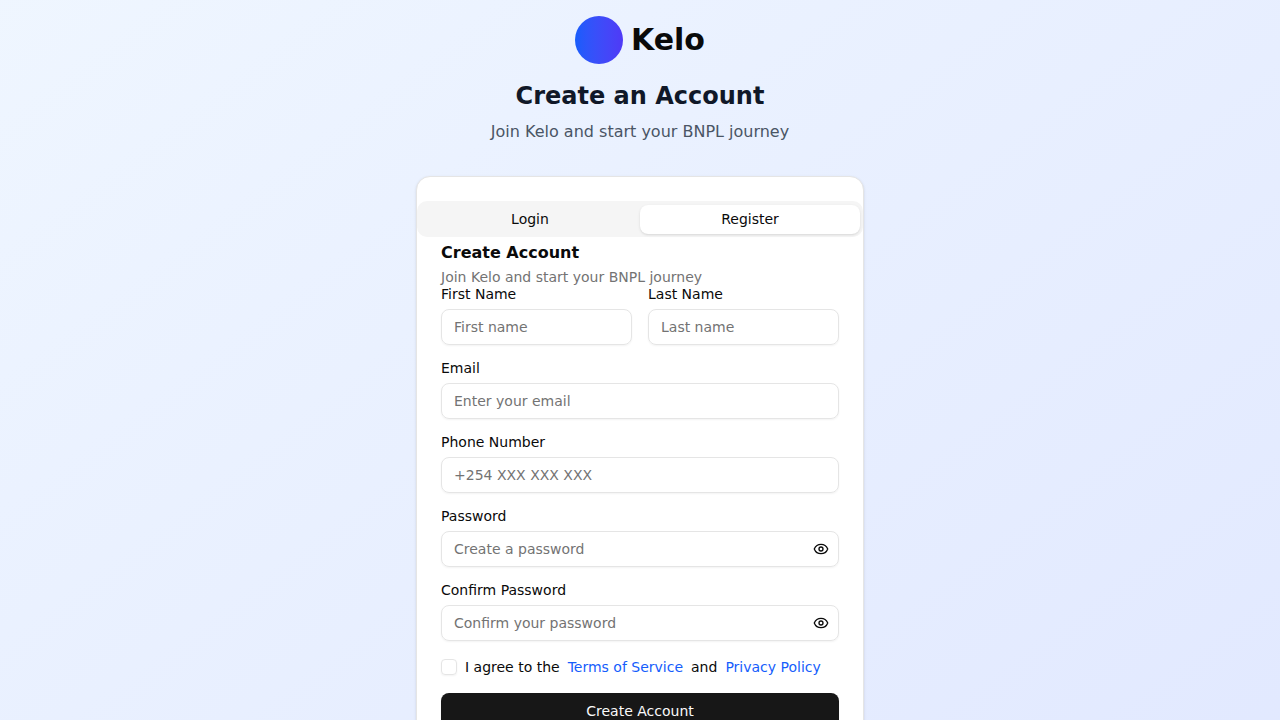 Kelo
Create an Account
Join Kelo and start your BNPL journey
Login Register
Create Account
Join Kelo and start your BNPL journey
First Name Last Name
First name Last name
Email
Enter your email
Phone Number
+254 XXX XXX XXX
Password
Create a password
Confirm Password
Confirm your password
I agree to the Terms of Service and Privacy Policy
Create Account